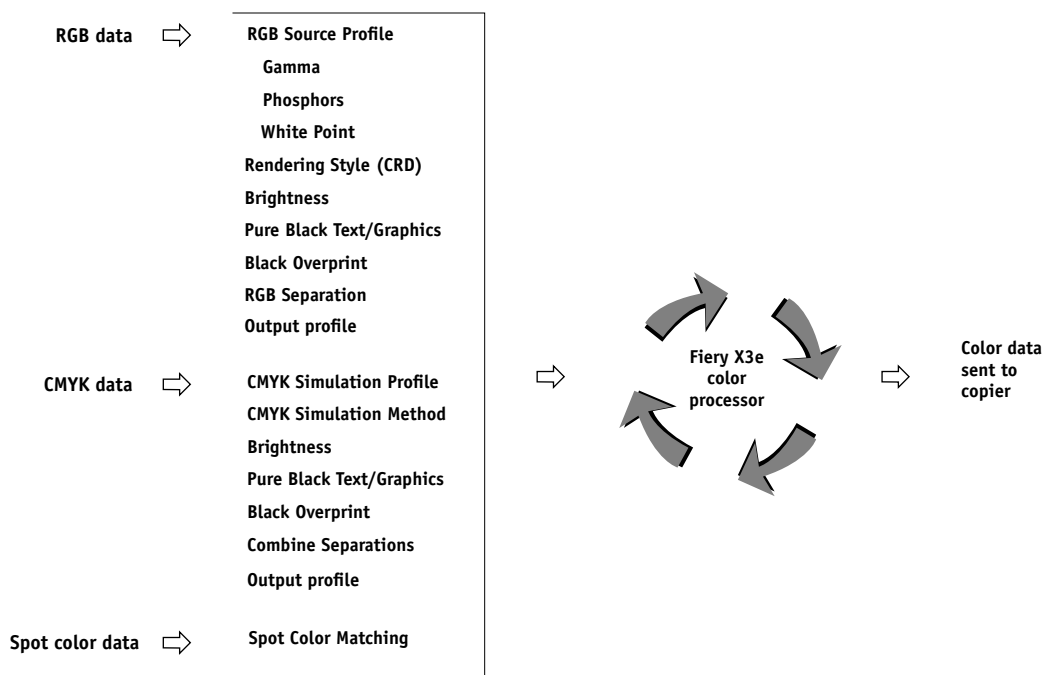 RGB data
RGB Source Profile
Gamma
Phosphors
White Point
Rendering Style (CRD)
Brightness
Pure Black Text/Graphics
Black Overprint
RGB Separation
Output profile
CMYK data
CMYK Simulation Profile
CMYK Simulation Method
Brightness
Pure Black Text/Graphics
Black Overprint
Combine Separations
Output profile
Spot color data
Spot Color Matching
Fiery X3e
color
processor
Color data
sent to
copier